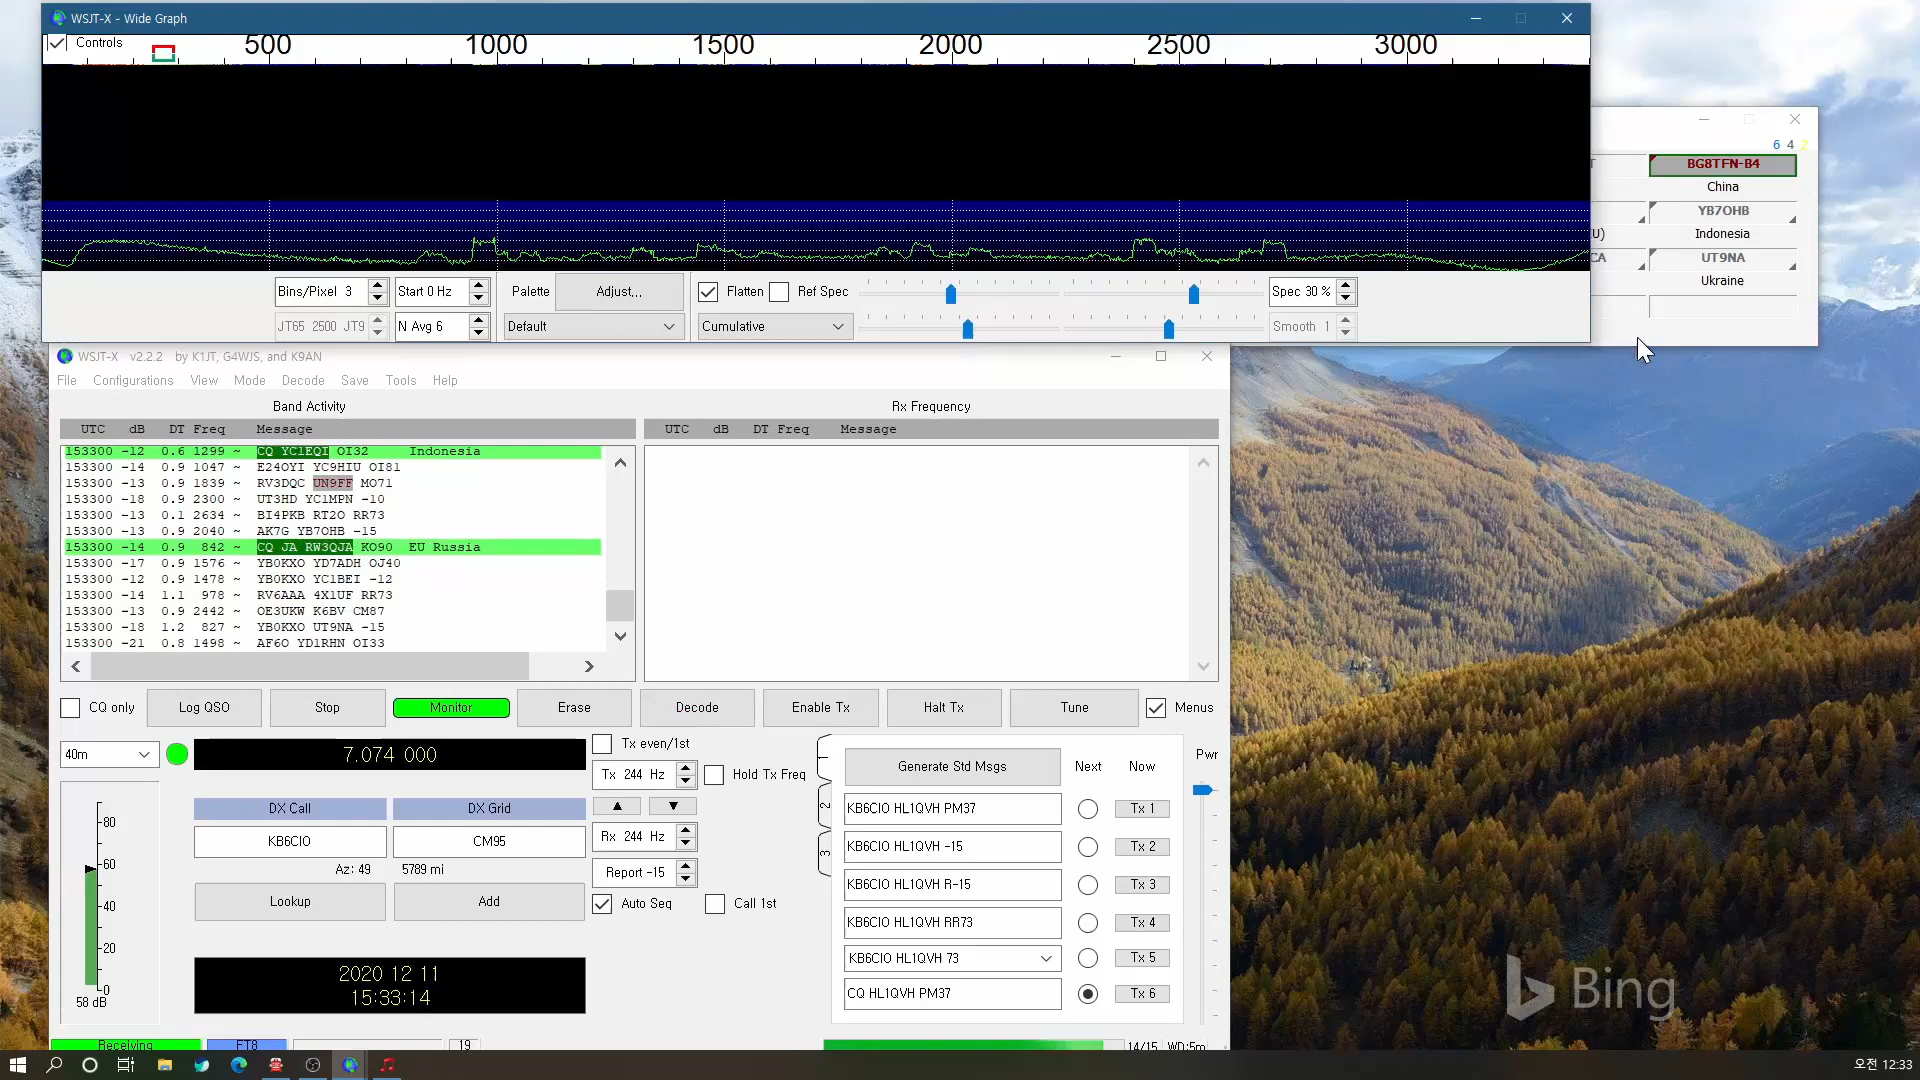 WSJT-X - Wide Graph
Controls
500 1000 1500 2000 2500 3000
Bins/Pixel 3 Start 0 Hz Palette Adjust... Flatten Ref Spec Spec 30 %
JT65 2500 JT9 N Avg 6 Default Cumulative Smooth 1
6 4 2
BG8TFN-B4
China
YB7OHB
Indonesia
UT9NA
Ukraine
WSJT-X v2.2.2 by K1JT, G4WJS, and K9AN
File Configurations View Mode Decode Save Tools Help
Band Activity Rx Frequency
UTC dB DT Freq Message UTC dB DT Freq Message
153300 -12 0.6 1299 ~ CQ YC1EQI OI32 Indonesia
153300 -14 0.9 1047 ~ E24OYI YC9HIU OI81
153300 -13 0.9 1839 ~ RV3DQC UN9FF MO71
153300 -18 0.9 2300 ~ UT3HD YC1MPN -10
153300 -13 0.1 2634 ~ BI4PKB RT2O RR73
153300 -13 0.9 2040 ~ AK7G YB7OHB -15
153300 -14 0.9 842 ~ CQ JA RW3QJA KO90 EU Russia
153300 -17 0.9 1576 ~ YB0KXO YD7ADH OJ40
153300 -12 0.9 1478 ~ YB0KXO YC1BEI -12
153300 -14 1.1 978 ~ RV6AAA 4X1UF RR73
153300 -13 0.9 2442 ~ OE3UKW K6BV CM87
153300 -18 1.2 827 ~ YB0KXO UT9NA -15
153300 -21 0.8 1498 ~ AF6O YD1RHN OI33
CQ only Log QSO Stop Monitor Erase Decode Enable Tx Halt Tx Tune Menus
40m 7.074 000 Tx even/1st Pwr
Tx 244 Hz Hold Tx Freq 1 Generate Std Msgs Next Now
DX Call DX Grid 2 KB6CIO HL1QVH PM37 Tx 1
KB6CIO CM95 Rx 244 Hz 3 KB6CIO HL1QVH -15 Tx 2
Az: 49 5789 mi Report -15 KB6CIO HL1QVH R-15 Tx 3
Lookup Add Auto Seq Call 1st KB6CIO HL1QVH RR73 Tx 4
KB6CIO HL1QVH 73 Tx 5
CQ HL1QVH PM37 Tx 6
80
60
40
20
0
58 dB
2020 12 11
15:33:14
Receiving FT8 19 14/15 WD:5m
Bing
오전 12:33